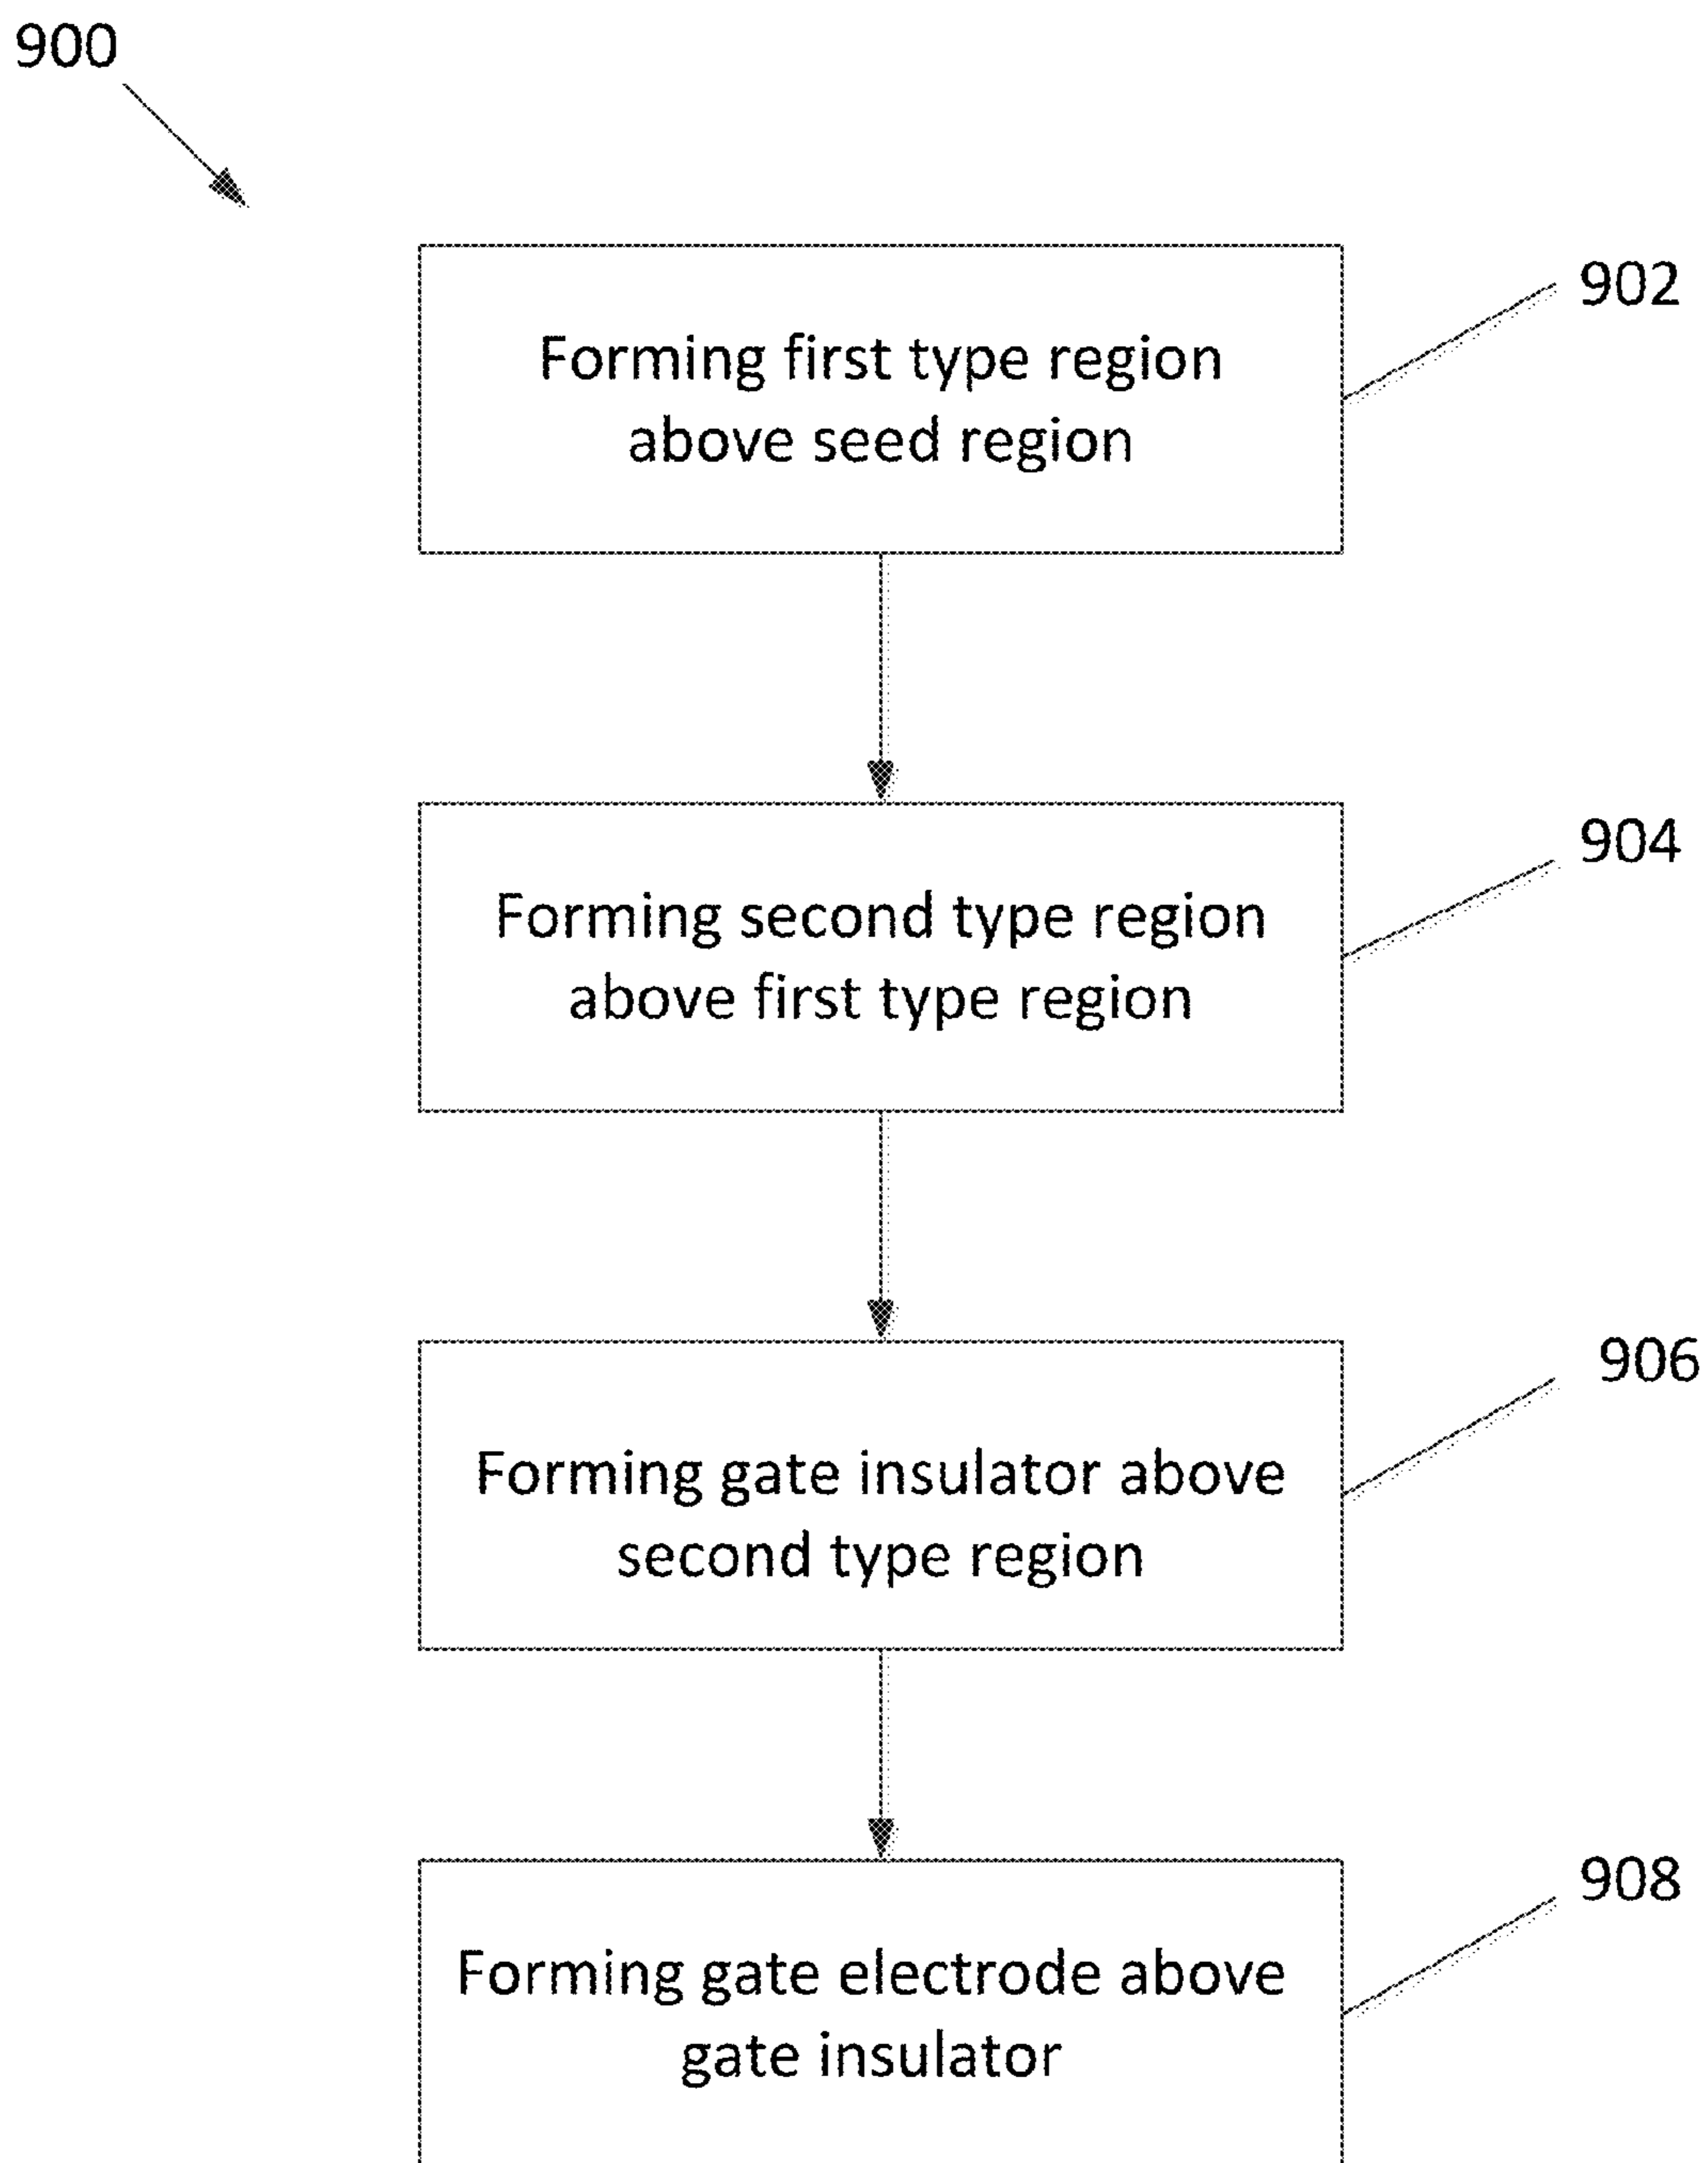 900
Forming first type region
above seed region
902
Forming second type region
above first type region
904
Forming gate insulator above
second type region
906
Forming gate electrode above
gate insulator
908